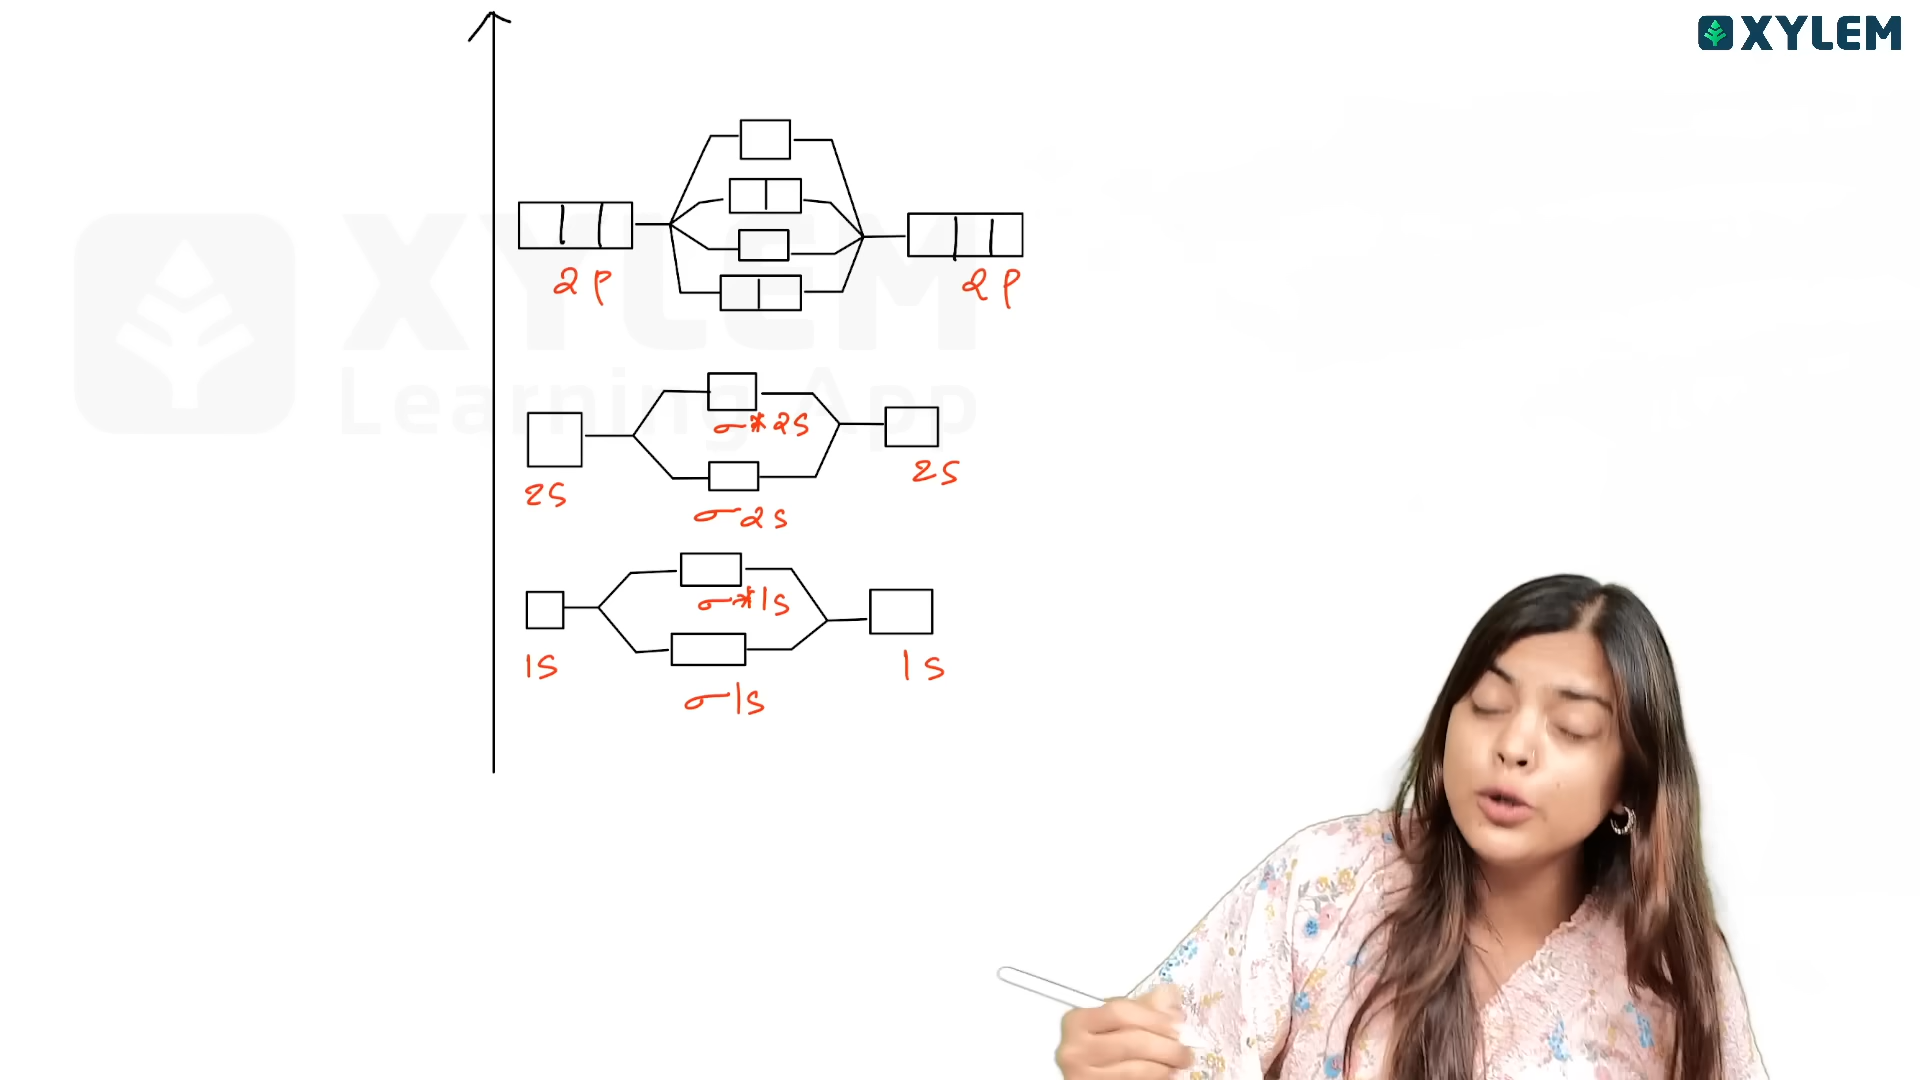 XYLEM
XYLEM
Learning App
2p
2p
σ*2s
2s
2s
σ2s
σ*1s
1s
1s
σ1s